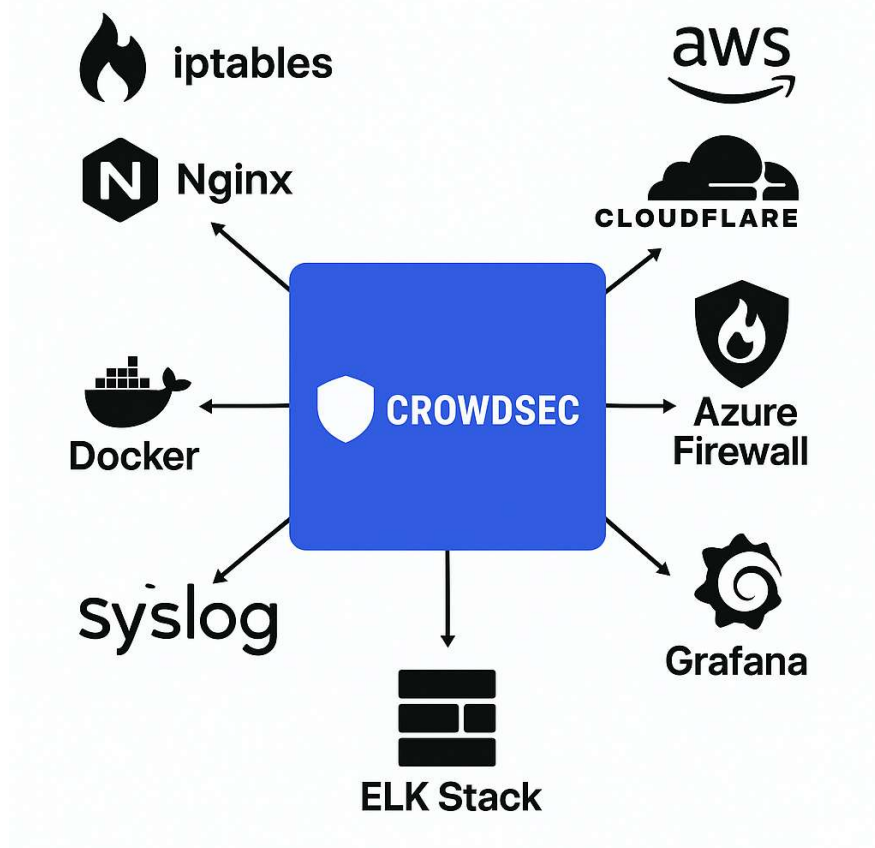 iptables
aws
Nginx
CLOUDFLARE
CROWDSEC
Docker
Azure
Firewall
syslog
Grafana
ELK Stack